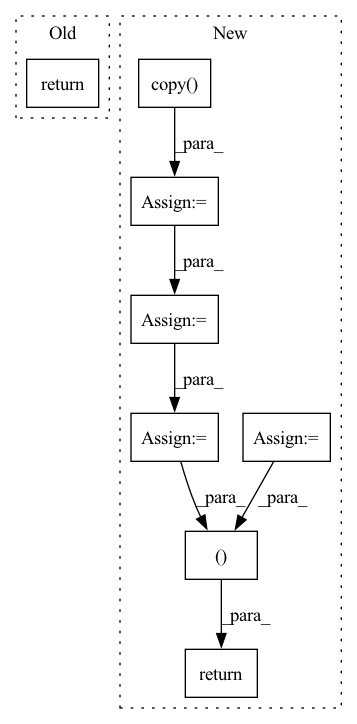 Old
New
return
copy()
_para_
Assign:=
_para_
Assign:=
_para_
Assign:=
Assign:=
_para_
_para_
()
_para_
return